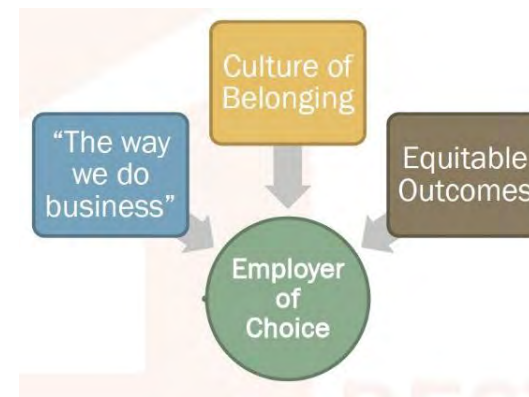 Culture of
Belonging
“The way
we do
business”
Equitable
Outcomes
Employer
of
Choice